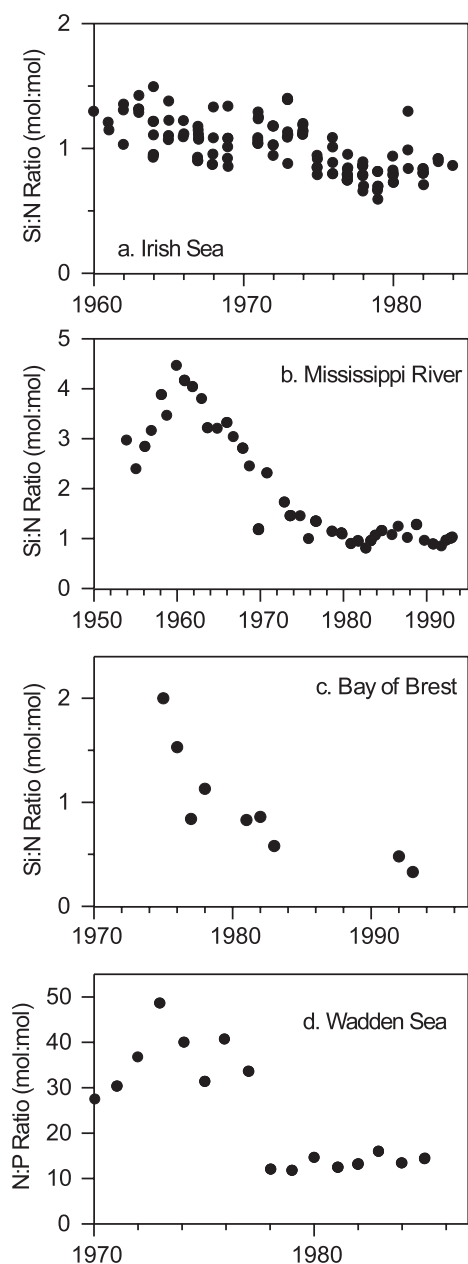 2
Si:N Ratio (mol:mol)
1
a. Irish Sea
0
1960 1970 1980
5
b. Mississippi River
4
Si:N Ratio (mol:mol)
3
2
1
0
1950 1960 1970 1980 1990
c. Bay of Brest
2
Si:N Ratio (mol:mol)
1
0
1970 1980 1990
50
d. Wadden Sea
40
N:P Ratio (mol:mol)
30
20
10
0
1970 1980